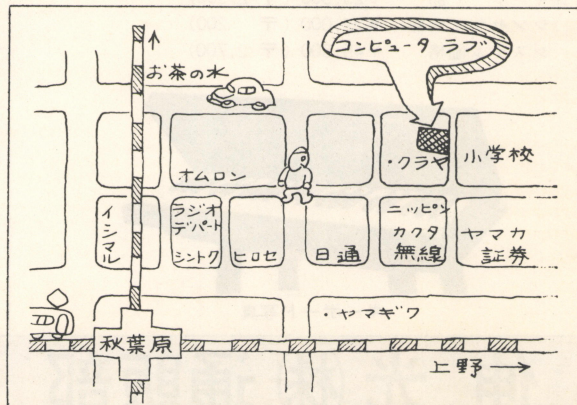 コンピュータラブ
お茶の水
・クラヤ
小学校
オムロン
イシマル
ラジオ
デパート
シントク
ヒロセ
日通
ニッピン
カクタ
無線
ヤマカ
証券
・ヤマギワ
秋葉原
上野